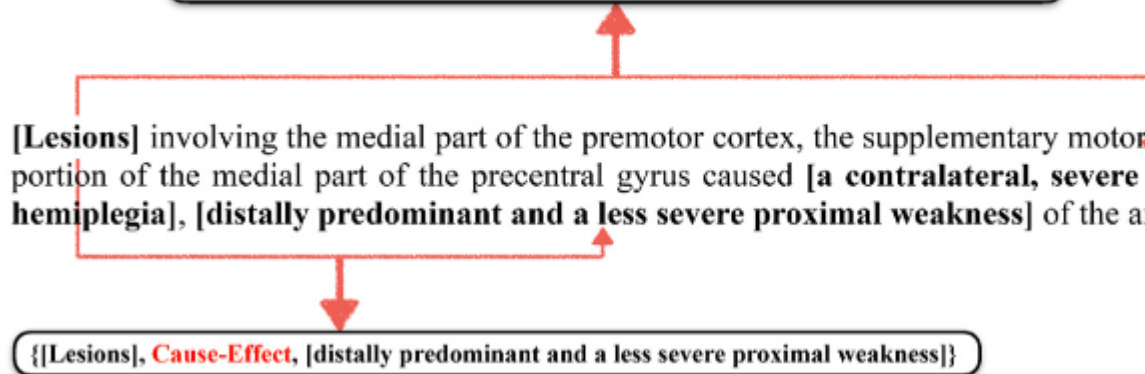 [Lesions] involving the medial part of the premotor cortex, the supplementary motor
portion of the medial part of the precentral gyrus caused [a contralateral, severe
hemiplegia], [distally predominant and a less severe proximal weakness] of the
{[Lesions], Cause-Effect, [distally predominant and a less severe proximal weakness]}